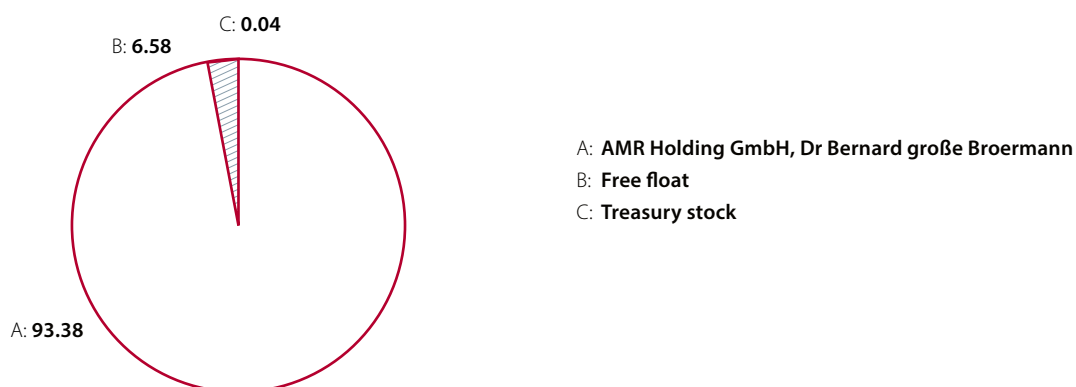 C: 0.04
B: 6.58
A: AMR Holding GmbH, Dr Bernard große Broermann
B: Free float
C: Treasury stock
A: 93.38